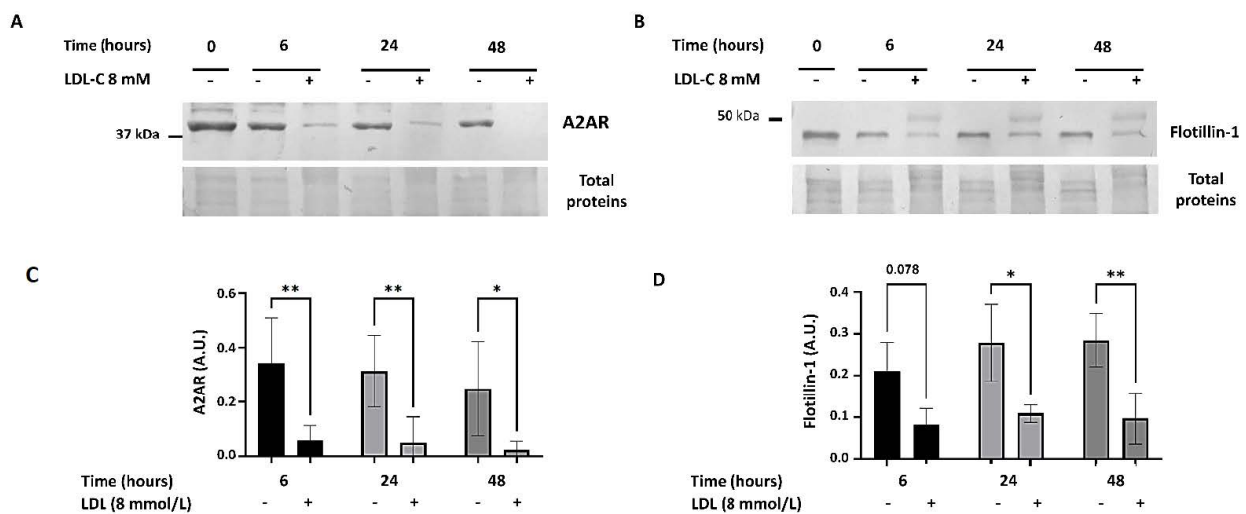 A
Time (hours) 0 6 24 48
LDL-C 8 mM - - + - + - +
37 kDa
A2AR
Total
proteins
B
Time (hours) 0 6 24 48
LDL-C 8 mM - - + - + - +
50 kDa
Flotillin-1
Total
proteins
C
A2AR (A.U.)
0.6
0.4
0.2
0.0
** ** *
Time (hours) 6 24 48
LDL (8 mmol/L) - + - + - +
D
Flotillin-1 (A.U.)
0.4
0.3
0.2
0.1
0.0
0.078 * **
Time (hours) 6 24 48
LDL (8 mmol/L) - + - + - +